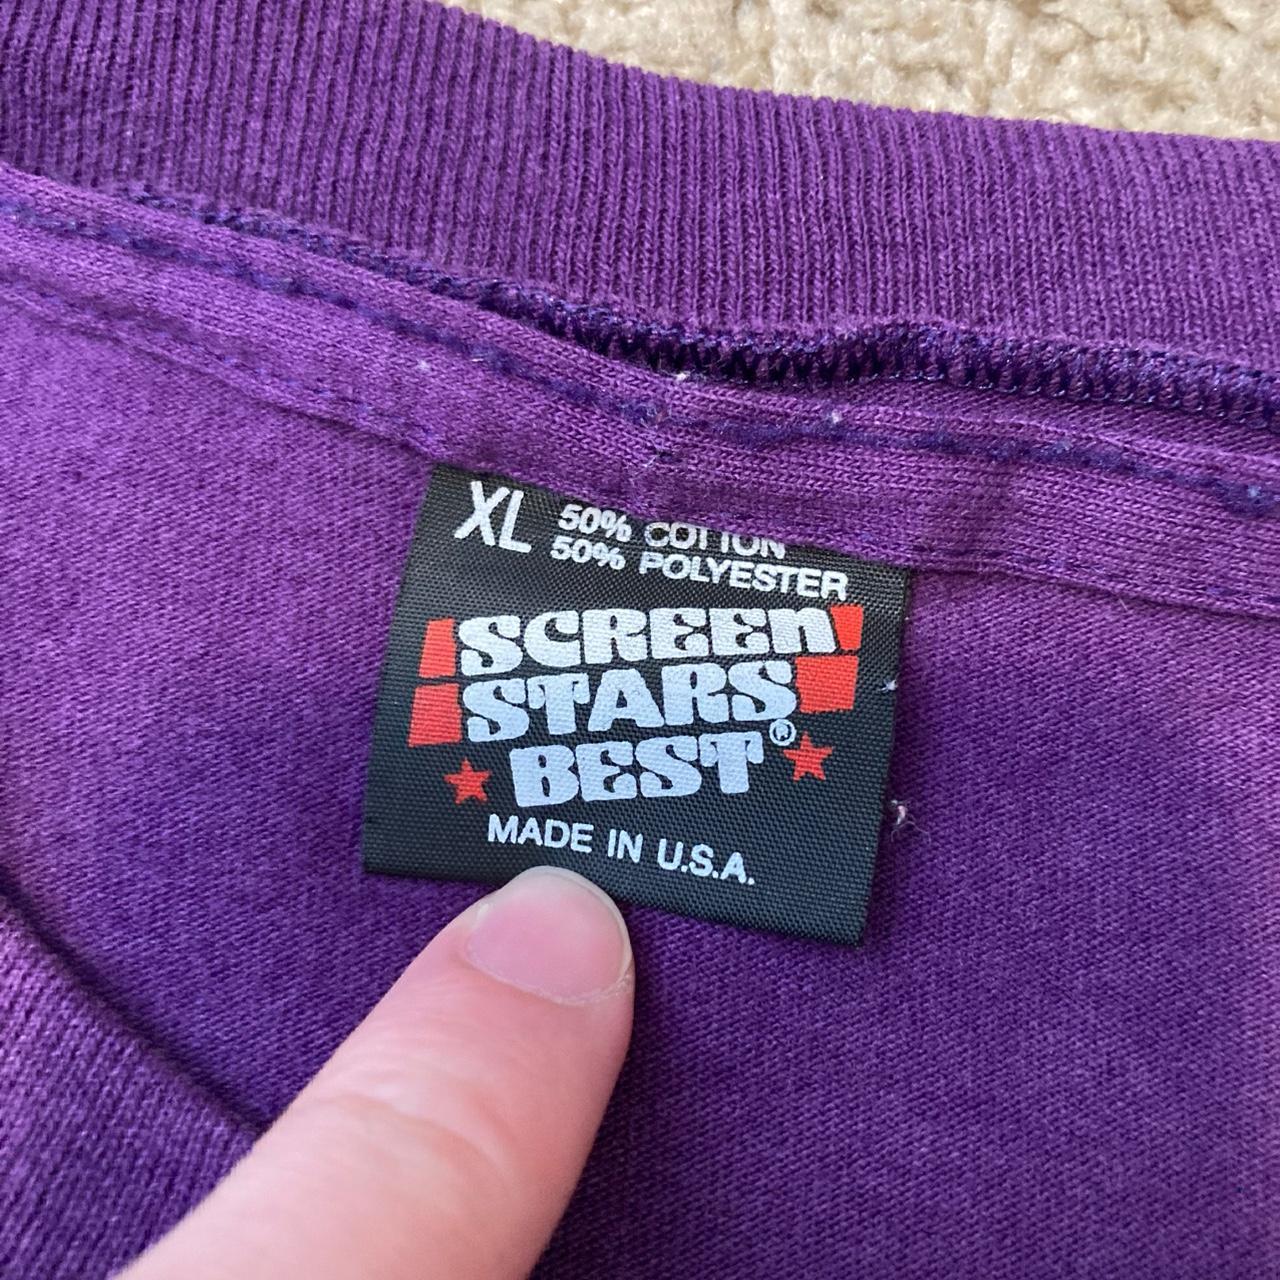 XL 50% COTTON
50% POLYESTER
SCREEN
STARS
BEST®
MADE IN U.S.A.